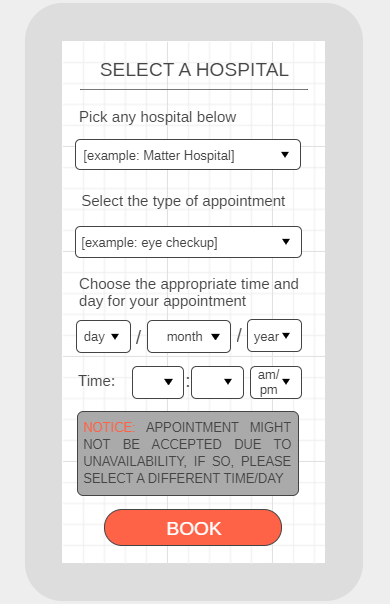 SELECT A HOSPITAL
Pick any hospital below
[example: Matter Hospital]
Select the type of appointment
[example: eye checkup]
Choose the appropriate time and
day for your appointment
day / month / year
Time: : am/
pm
NOTICE: APPOINTMENT MIGHT
NOT BE ACCEPTED DUE TO
UNAVAILABILITY, IF SO, PLEASE
SELECT A DIFFERENT TIME/DAY
BOOK